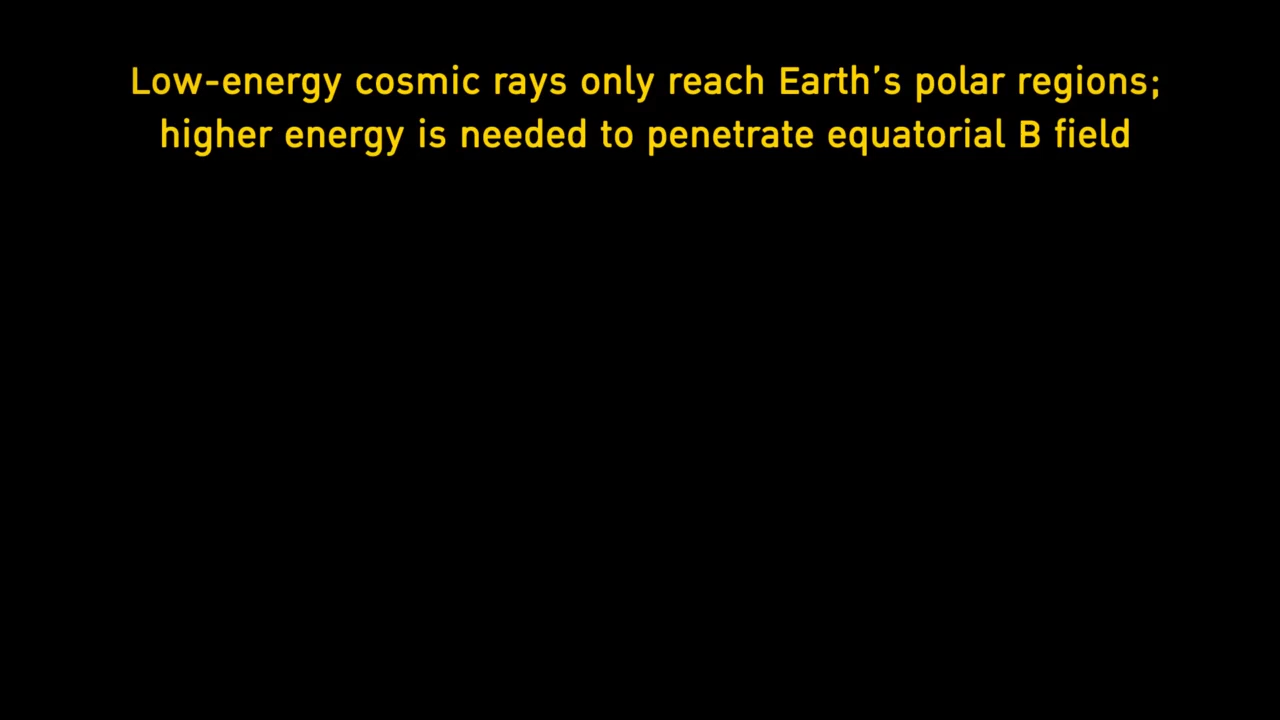 Low-energy cosmic rays only reach Earth’s polar regions;
higher energy is needed to penetrate equatorial B field